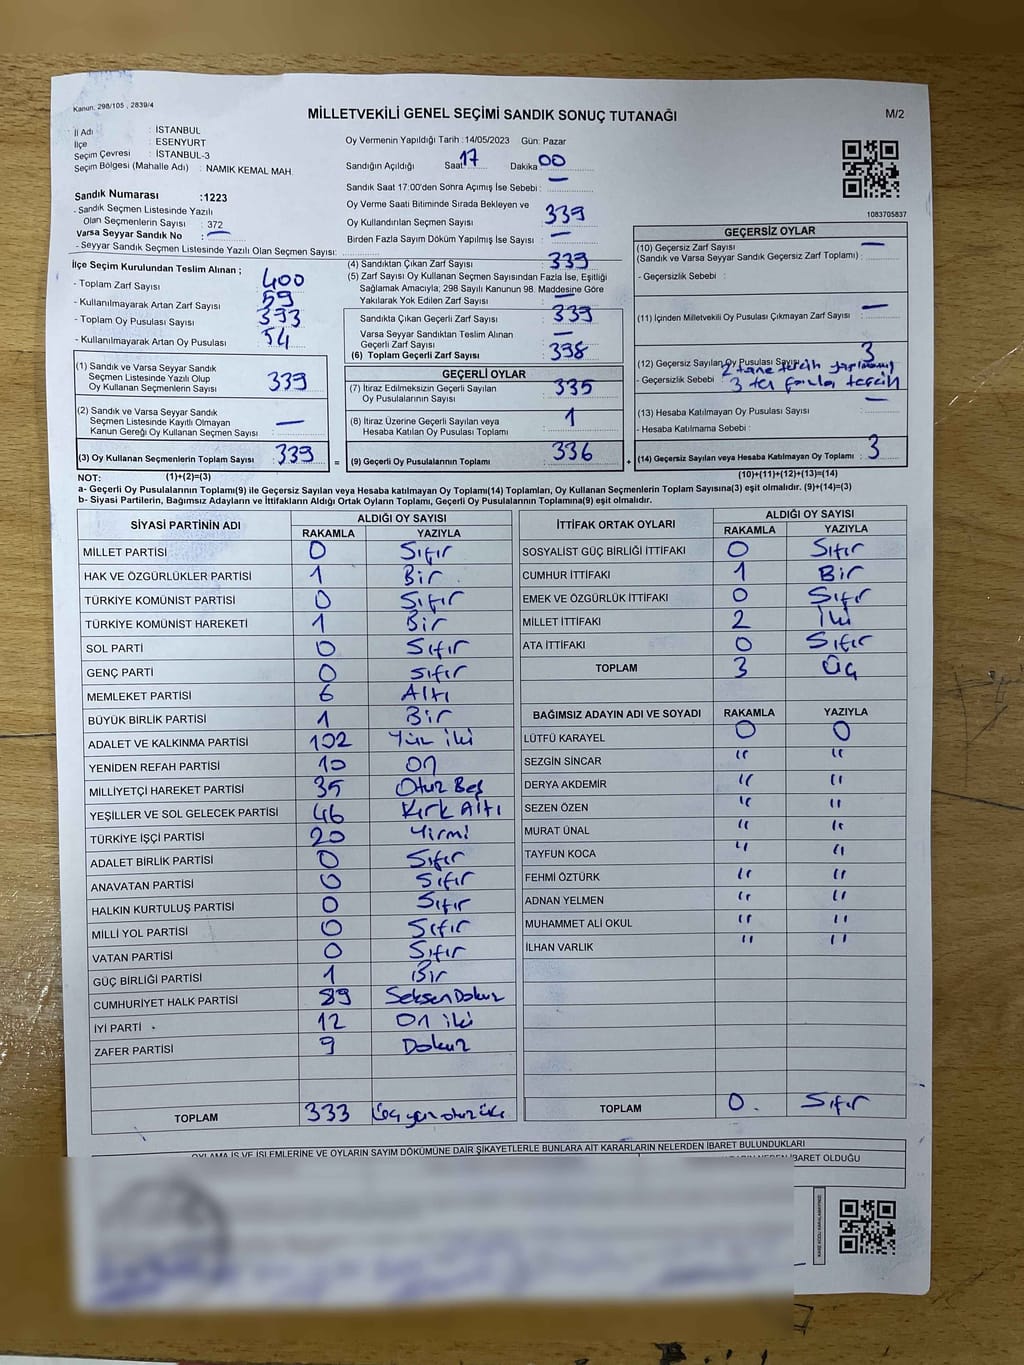 Kanun. 298/105 , 2839/4
MİLLETVEKİLİ GENEL SEÇİMİ SANDIK SONUÇ TUTANAĞI
M/2
İl Adı : İSTANBUL
İlçe : ESENYURT
Seçim Çevresi : İSTANBUL-3
Seçim Bölgesi (Mahalle Adı) : NAMIK KEMAL MAH.
Sandık Numarası :1223
- Sandık Seçmen Listesinde Yazılı
Olan Seçmenlerin Sayısı : 372
Varsa Seyyar Sandık No : —
- Seyyar Sandık Seçmen Listesinde Yazılı Olan Seçmen Sayısı:
Oy Vermenin Yapıldığı Tarih :14/05/2023 Gün: Pazar
Sandığın Açıldığı Saat: 17 Dakika 00
Sandık Saat 17:00'den Sonra Açımış İse Sebebi : —
Oy Verme Saati Bitiminde Sırada Bekleyen ve
Oy Kullandırılan Seçmen Sayısı : 339
Birden Fazla Sayım Döküm Yapılmış İse Sayısı : —
1083705837
İlçe Seçim Kurulundan Teslim Alınan ;
- Toplam Zarf Sayısı : 400
- Kullanılmayarak Artan Zarf Sayısı : 59
- Toplam Oy Pusulası Sayısı : 393
- Kullanılmayarak Artan Oy Pusulası : 54
(1) Sandık ve Varsa Seyyar Sandık
Seçmen Listesinde Yazılı Olup
Oy Kullanan Seçmenlerin Sayısı : 339
(2) Sandık ve Varsa Seyyar Sandık
Seçmen Listesinde Kayıtlı Olmayan
Kanun Gereği Oy Kullanan Seçmen Sayısı : —
(3) Oy Kullanan Seçmenlerin Toplam Sayısı : 339
(4) Sandıktan Çıkan Zarf Sayısı : 339
(5) Zarf Sayısı Oy Kullanan Seçmen Sayısından Fazla İse, Eşitliği
Sağlamak Amacıyla; 298 Sayılı Kanunun 98. Maddesine Göre
Yakılarak Yok Edilen Zarf Sayısı : —
Sandıkta Çıkan Geçerli Zarf Sayısı : 339
Varsa Seyyar Sandıktan Teslim Alınan
Geçerli Zarf Sayısı : —
(6) Toplam Geçerli Zarf Sayısı : 398
GEÇERLİ OYLAR
(7) İtiraz Edilmeksizin Geçerli Sayılan
Oy Pusulalarının Sayısı : 335
(8) İtiraz Üzerine Geçerli Sayılan veya
Hesaba Katılan Oy Pusulası Toplamı : 1
= (9) Geçerli Oy Pusulalarının Toplamı : 336
GEÇERSİZ OYLAR
(10) Geçersiz Zarf Sayısı
(Sandık ve Varsa Seyyar Sandık Geçersiz Zarf Toplamı) : —
- Geçersizlik Sebebi :
(11) İçinden Milletvekili Oy Pusulası Çıkmayan Zarf Sayısı : —
(12) Geçersiz Sayılan Oy Pusulası Sayısı : 3
2 tane tercih yapılmamış
- Geçersizlik Sebebi : 3 ten fazla tercih
(13) Hesaba Katılmayan Oy Pusulası Sayısı : —
- Hesaba Katılmama Sebebi :
+ (14) Geçersiz Sayılan veya Hesaba Katılmayan Oy Toplamı : 3
NOT: (1)+(2)=(3) (10)+(11)+(12)+(13)=(14)
a- Geçerli Oy Pusulalarının Toplamı(9) ile Geçersiz Sayılan veya Hesaba katılmayan Oy Toplamı(14) Toplamları, Oy Kullanan Seçmenlerin Toplam Sayısına(3) eşit olmalıdır. (9)+(14)=(3)
b- Siyasi Partilerin, Bağımsız Adayların ve İttifakların Aldığı Ortak Oyların Toplamı, Geçerli Oy Pusulalarının Toplamına(9) eşit olmalıdır.
SİYASİ PARTİNİN ADI ALDIĞI OY SAYISI
RAKAMLA YAZIYLA
MİLLET PARTİSİ 0 Sıfır
HAK VE ÖZGÜRLÜKLER PARTİSİ 1 Bir
TÜRKİYE KOMÜNİST PARTİSİ 0 Sıfır
TÜRKİYE KOMÜNİST HAREKETİ 1 Bir
SOL PARTİ 0 Sıfır
GENÇ PARTİ 0 Sıfır
MEMLEKET PARTİSİ 6 Altı
BÜYÜK BİRLİK PARTİSİ 1 Bir
ADALET VE KALKINMA PARTİSİ 102 Yüz iki
YENİDEN REFAH PARTİSİ 10 On
MİLLİYETÇİ HAREKET PARTİSİ 35 Otuz Beş
YEŞİLLER VE SOL GELECEK PARTİSİ 46 Kırk Altı
TÜRKİYE İŞÇİ PARTİSİ 20 Yirmi
ADALET BİRLİK PARTİSİ 0 Sıfır
ANAVATAN PARTİSİ 0 Sıfır
HALKIN KURTULUŞ PARTİSİ 0 Sıfır
MİLLİ YOL PARTİSİ 0 Sıfır
VATAN PARTİSİ 0 Sıfır
GÜÇ BİRLİĞİ PARTİSİ 1 Bir
CUMHURİYET HALK PARTİSİ 89 Seksen Dokuz
İYİ PARTİ 12 On iki
ZAFER PARTİSİ 9 Dokuz
TOPLAM 333 Üçyüz otuz üç
İTTİFAK ORTAK OYLARI ALDIĞI OY SAYISI
RAKAMLA YAZIYLA
SOSYALİST GÜÇ BİRLİĞİ İTTİFAKI 0 Sıfır
CUMHUR İTTİFAKI 1 Bir
EMEK VE ÖZGÜRLÜK İTTİFAKI 0 Sıfır
MİLLET İTTİFAKI 2 İki
ATA İTTİFAKI 0 Sıfır
TOPLAM 3 Üç
BAĞIMSIZ ADAYIN ADI VE SOYADI RAKAMLA YAZIYLA
LÜTFÜ KARAYEL 0 0
SEZGİN SİNCAR " "
DERYA AKDEMİR " "
SEZEN ÖZEN " "
MURAT ÜNAL " "
TAYFUN KOCA " "
FEHMİ ÖZTÜRK " "
ADNAN YELMEN " "
MUHAMMET ALİ OKUL " "
İLHAN VARLIK " "
TOPLAM 0. Sıfır
OYLAMA İŞ VE İŞLEMLERİNE VE OYLARIN SAYIM DÖKÜMÜNE DAİR ŞİKAYETLERLE BUNLARA AİT KARARLARIN NELERDEN İBARET BULUNDUKLARI
İBARET OLDUĞU